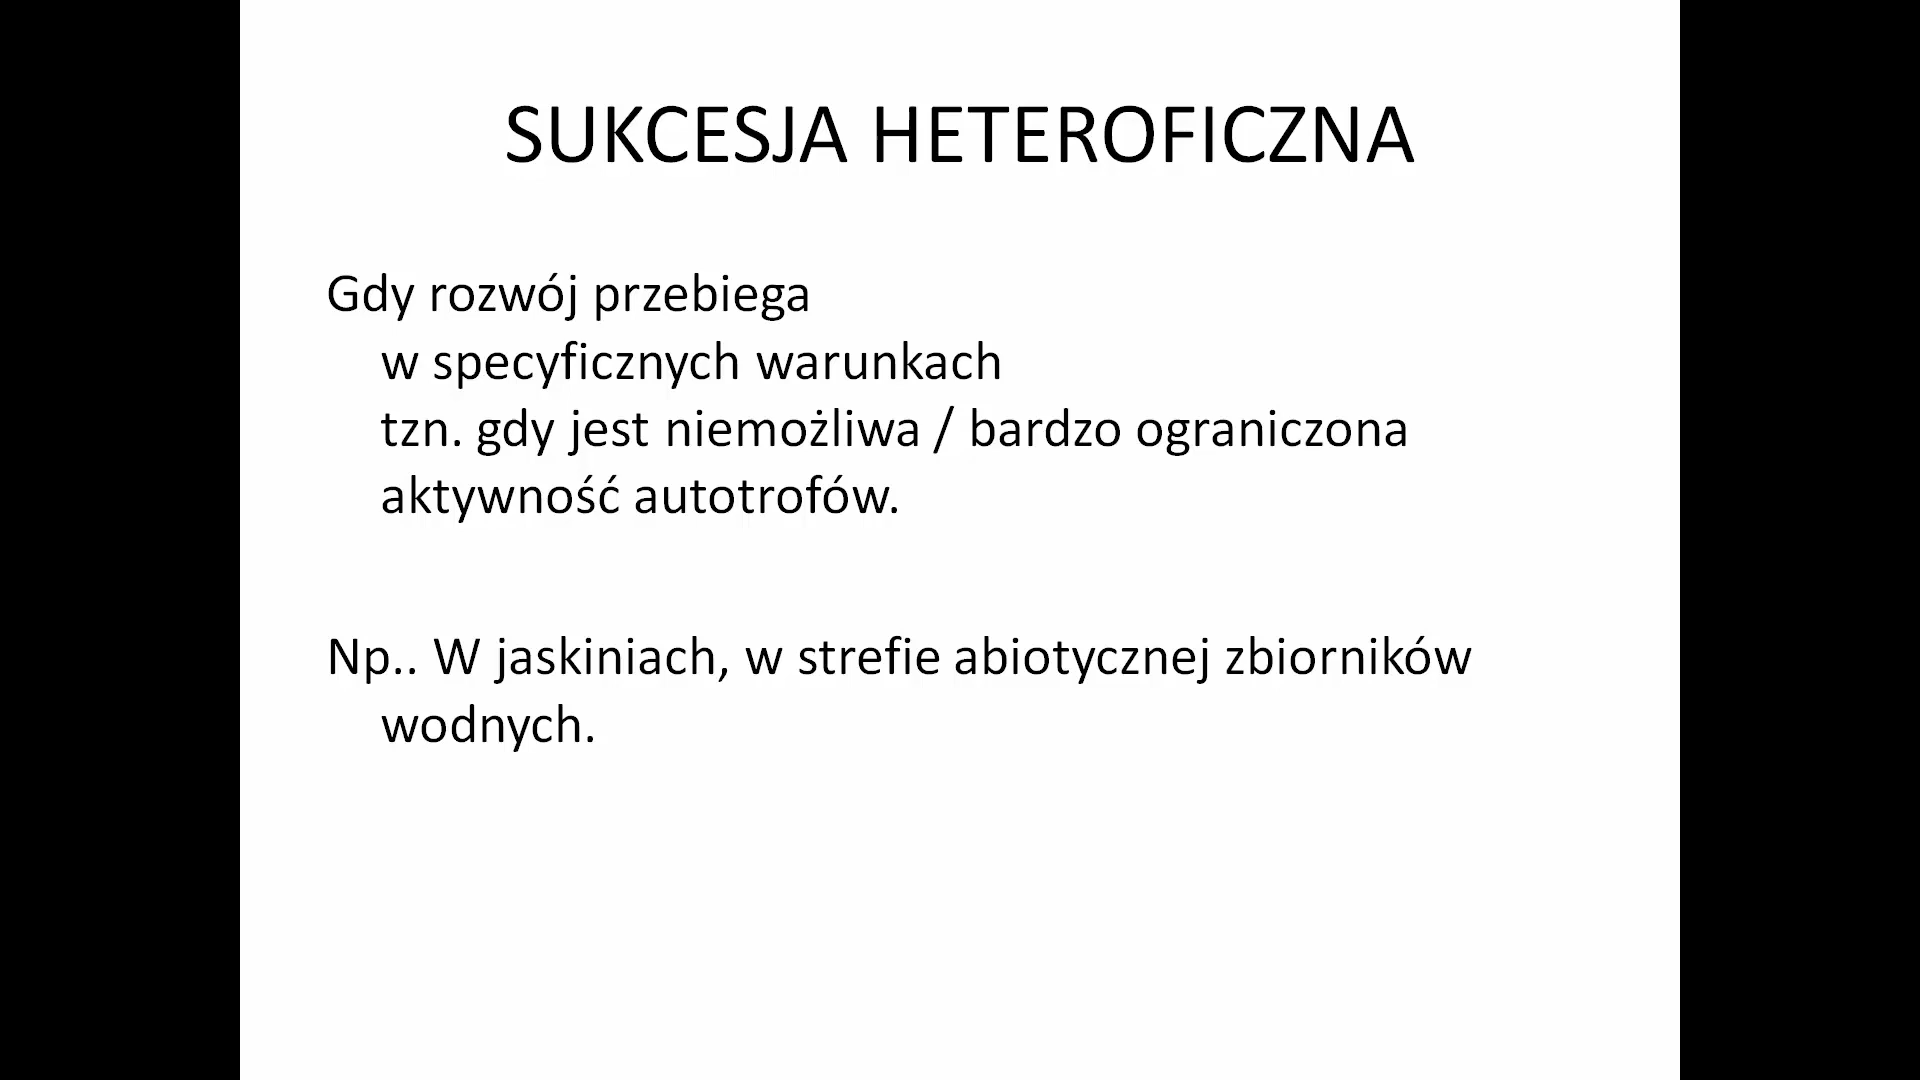 SUKCESJA HETEROFICZNA
Gdy rozwój przebiega
w specyficznych warunkach
tzn. gdy jest niemożliwa / bardzo ograniczona
aktywność autotrofów.
Np.. W jaskiniach, w strefie abiotycznej zbiorników
wodnych.